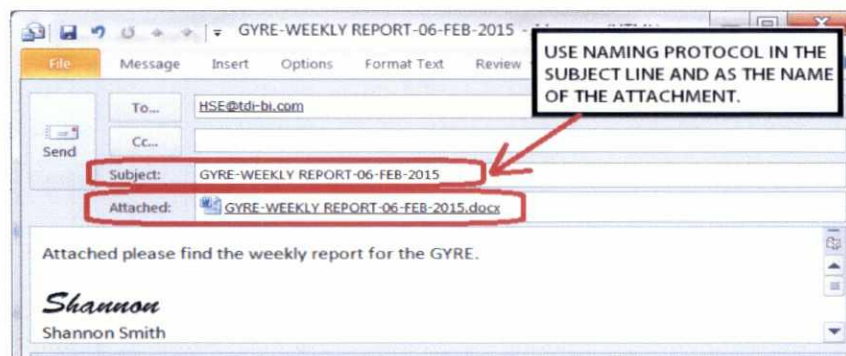 GYRE-WEEKLY REPORT-06-FEB-2015 -
File Message Insert Options Format Text Review
USE NAMING PROTOCOL IN THE
SUBJECT LINE AND AS THE NAME
OF THE ATTACHMENT.
Send
To... HSE@tdi-bi.com
Cc...
Subject: GYRE-WEEKLY REPORT-06-FEB-2015
Attached: GYRE-WEEKLY REPORT-06-FEB-2015.docx
Attached please find the weekly report for the GYRE.
Shannon
Shannon Smith